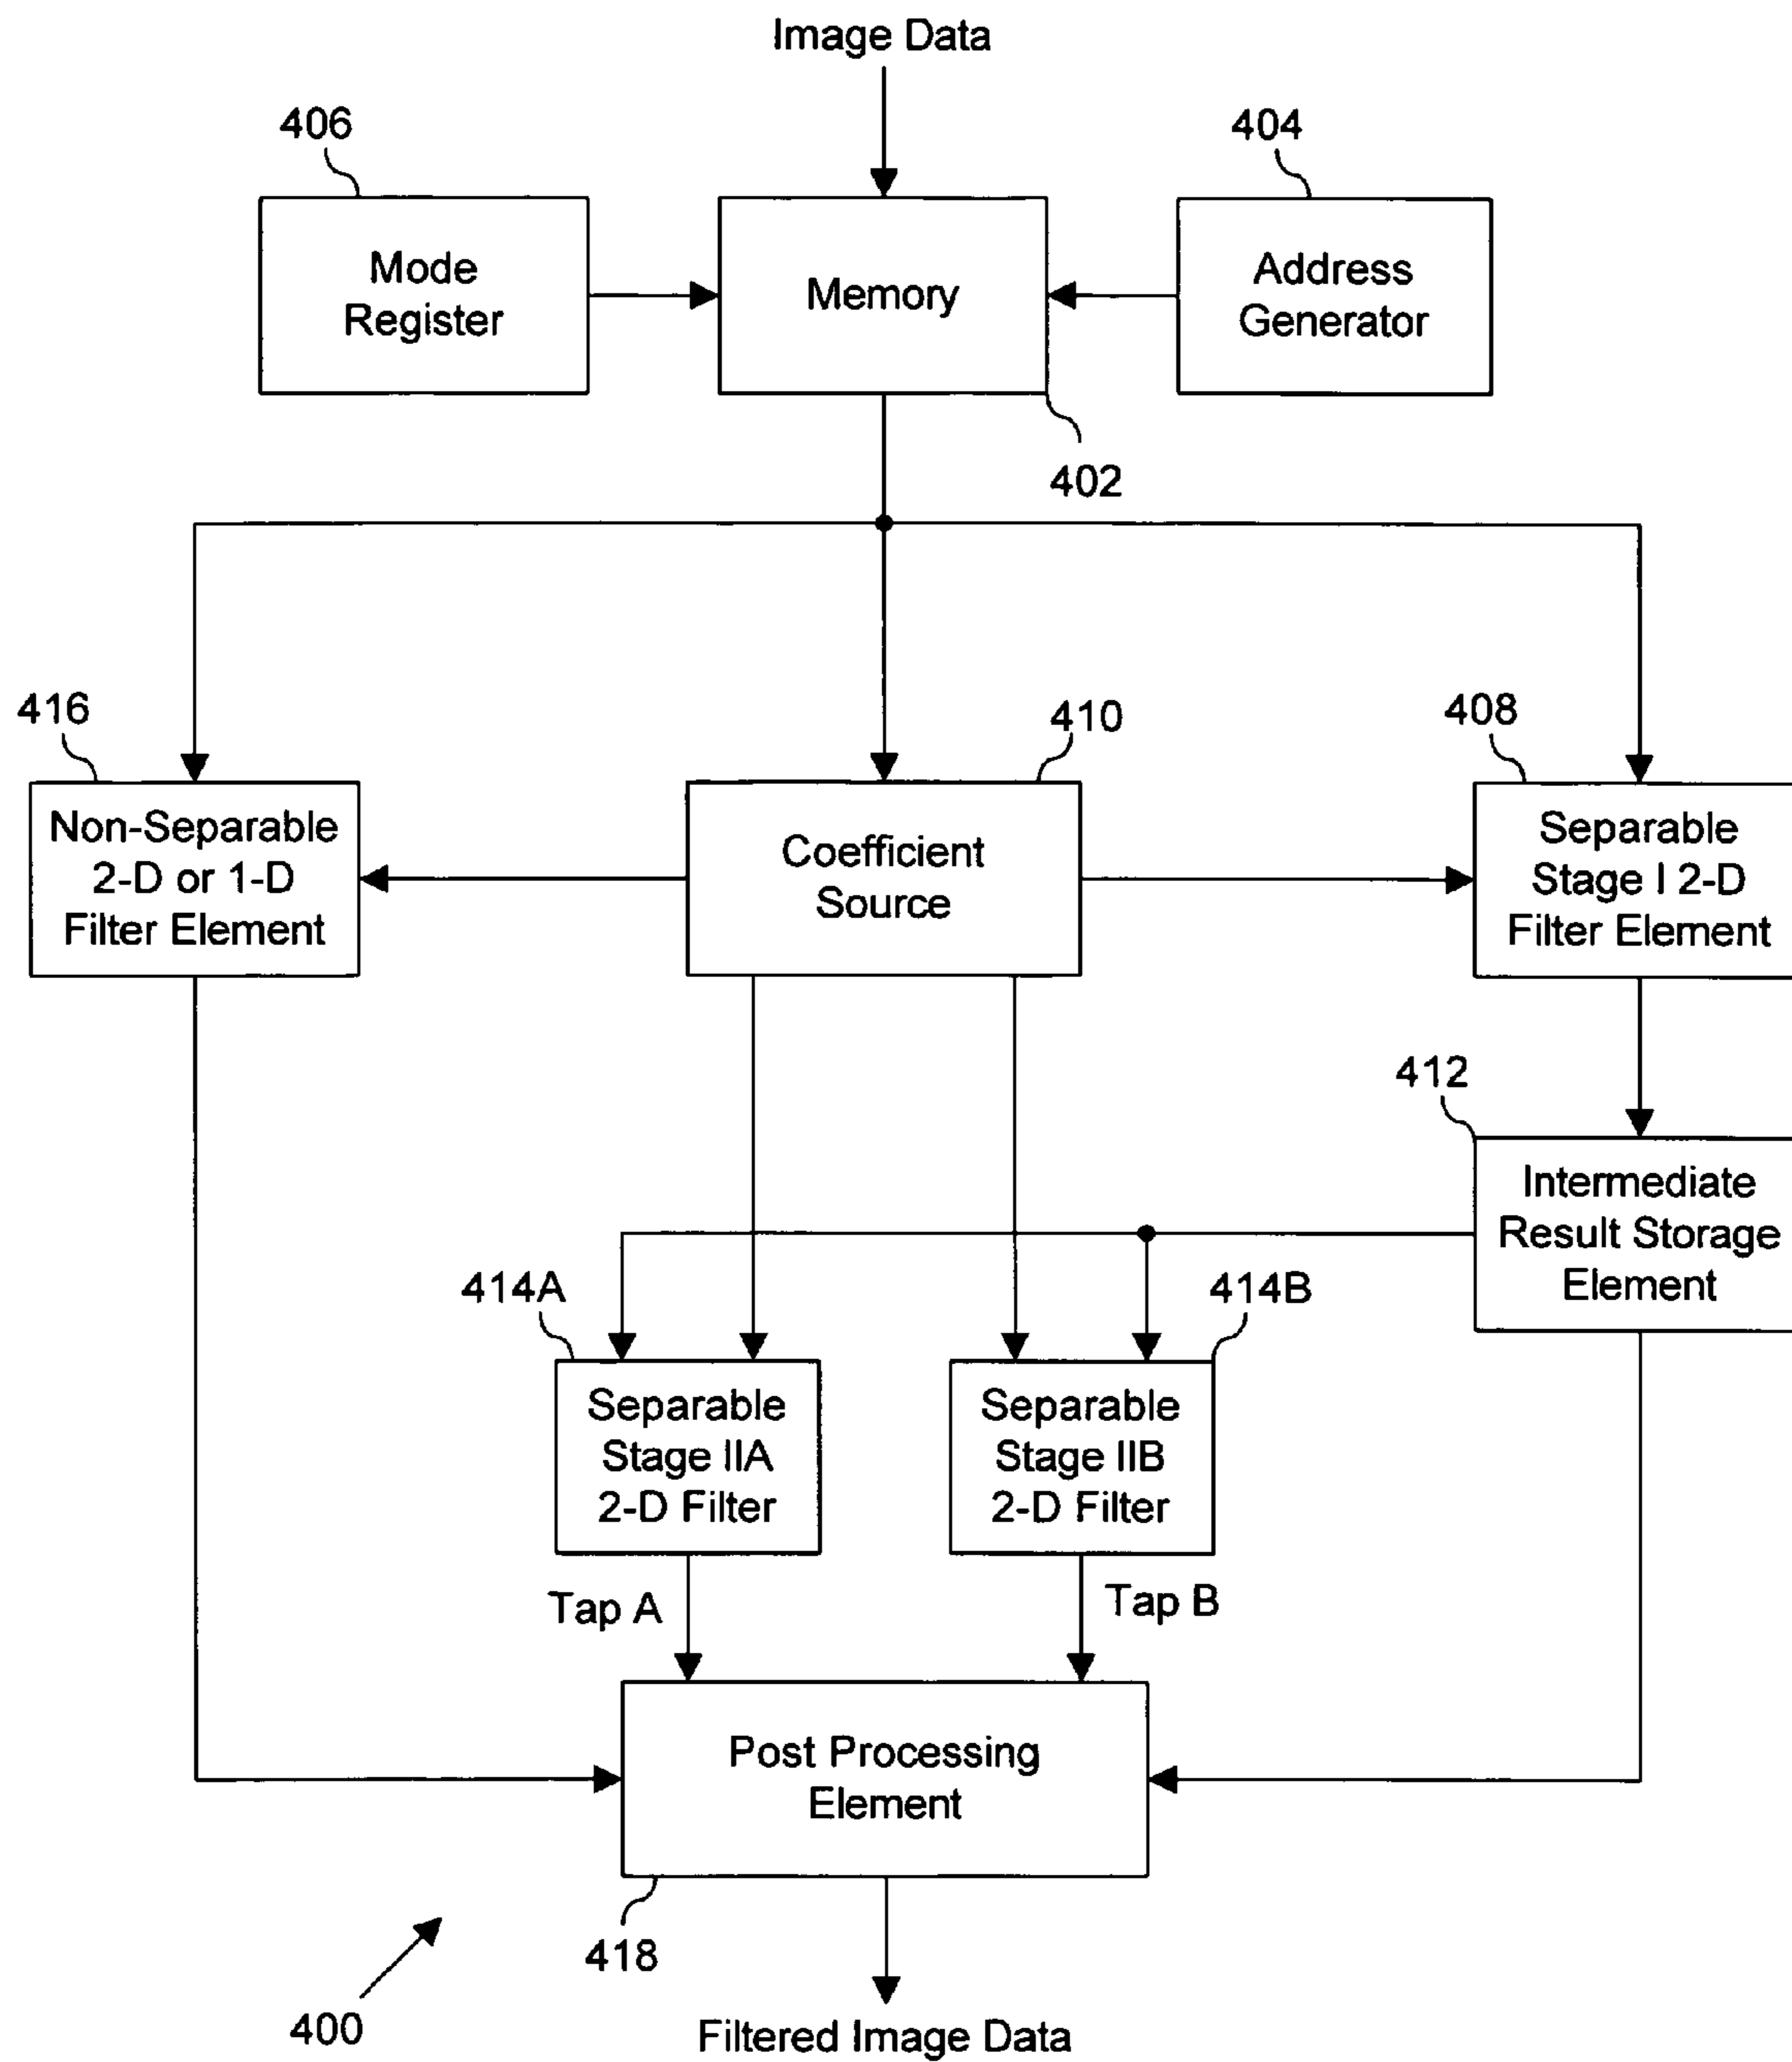 Image Data
406
404
Mode
Register
Memory
Address
Generator
402
416
410
408
Non-Separable
2-D or 1-D
Filter Element
Coefficient
Source
Separable
Stage I 2-D
Filter Element
412
Intermediate
Result Storage
Element
414A
414B
Separable
Stage IIA
2-D Filter
Separable
Stage IIB
2-D Filter
Tap A
Tap B
Post Processing
Element
418
400
Filtered Image Data